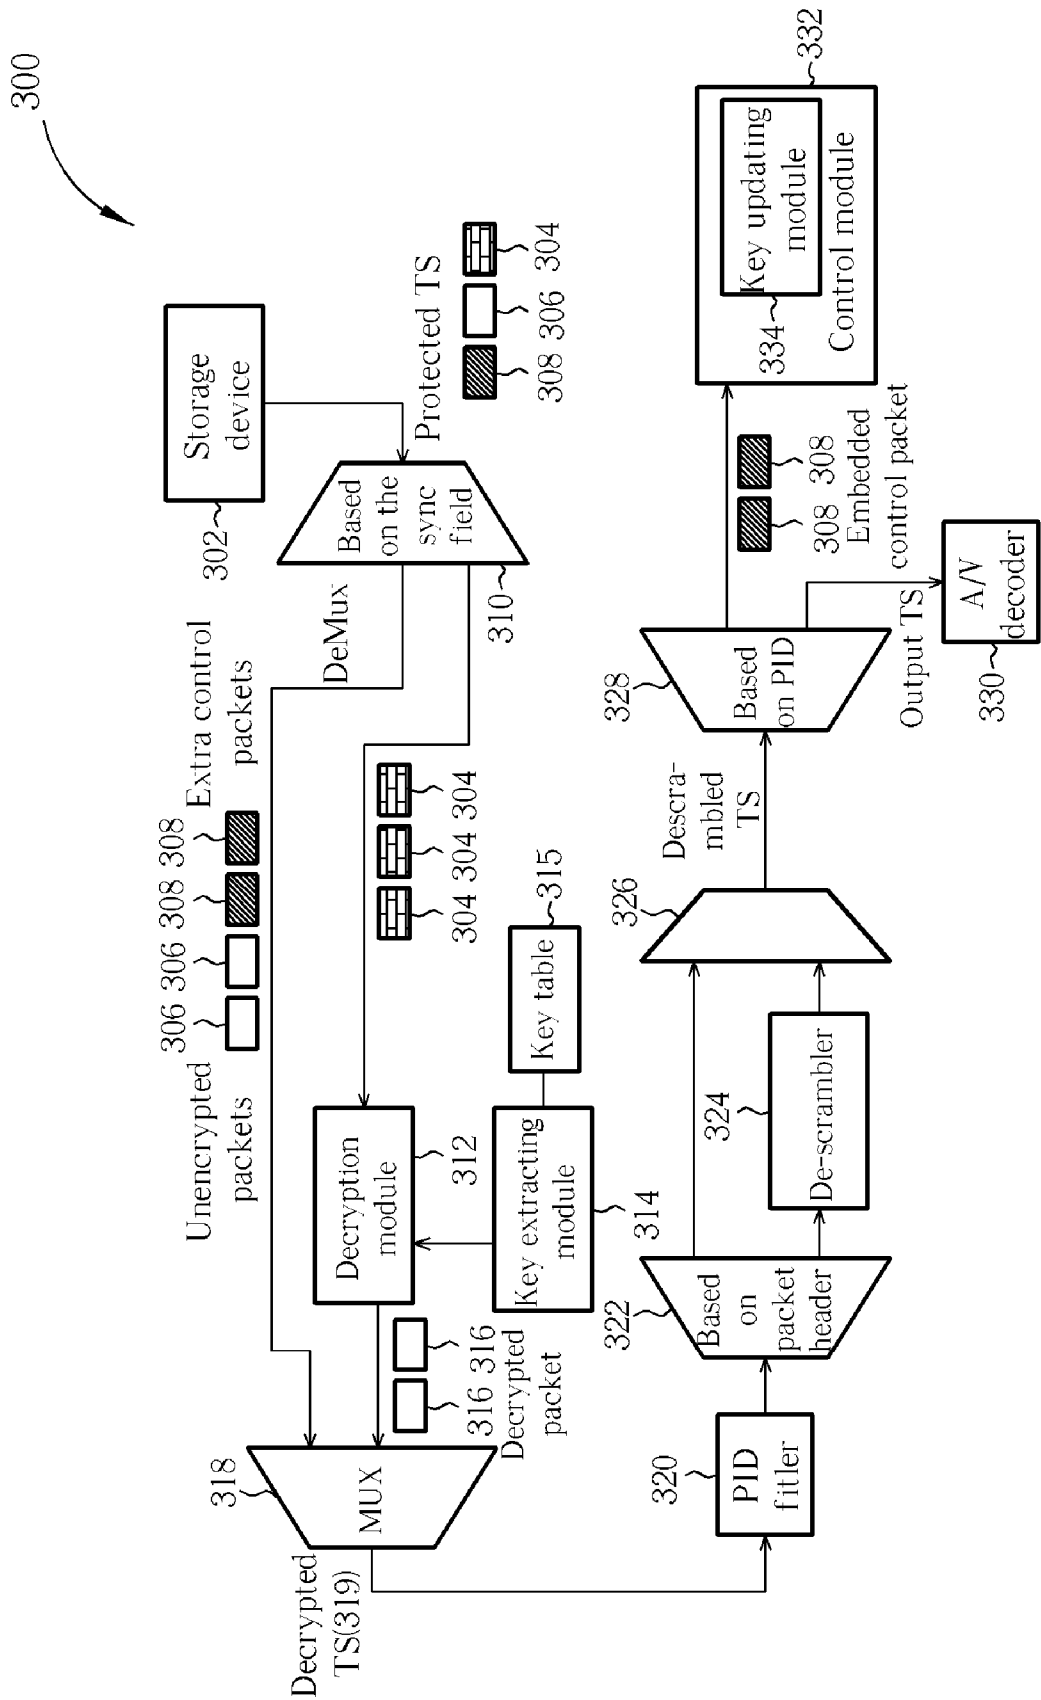 300
Storage
device
302
Protected TS
308
306
304
Based
on the
sync
field
310
DeMux
Extra control
packets
Unencrypted
packets
306
306
308
308
304
304
304
Decryption
module
312
Key extracting
module
314
Key table
315
316
316
Decrypted
packet
MUX
318
Decrypted
TS(319)
PID
fitler
320
Based
on
packet
header
322
De-scrambler
324
326
Descra-
mbled
TS
Based
on PID
328
Output TS
A/V
decoder
330
308
308
Embedded
control packet
Key updating
module
334
Control module
332